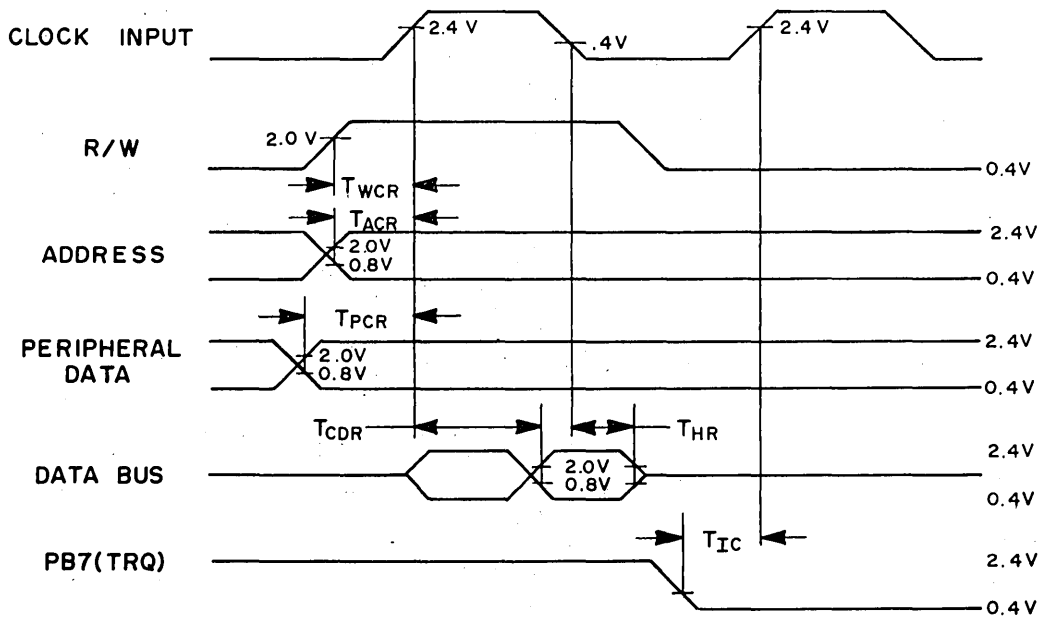 CLOCK INPUT
2.4 V
.4V
2.4 V
R/W
2.0 V
0.4V
TWCR
TACR
ADDRESS
2.0V
0.8V
2.4V
0.4V
TPCR
PERIPHERAL
DATA
2.0V
0.8V
2.4V
0.4V
TCDR
THR
DATA BUS
2.0V
0.8V
2.4V
0.4V
TIC
PB7(TRQ)
2.4V
0.4V